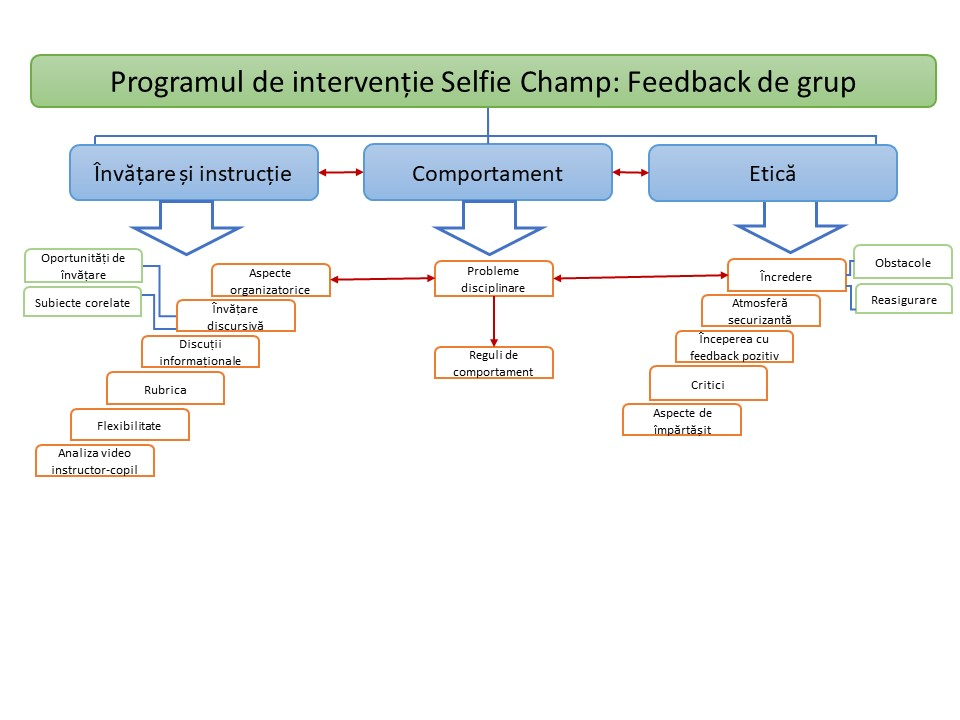 Programul de intervenție Selfie Champ: Feedback de grup
Învățare și instrucție
Comportament
Etică
Oportunități de
învățare
Subiecte corelate
Aspecte
organizatorice
Învățare
discursivă
Discuții
informaționale
Rubrica
Flexibilitate
Analiza video
instructor-copil
Probleme
disciplinare
Reguli de
comportament
Încredere
Obstacole
Reasigurare
Atmosferă
securizantă
Începerea cu
feedback pozitiv
Critici
Aspecte de
împărtășit